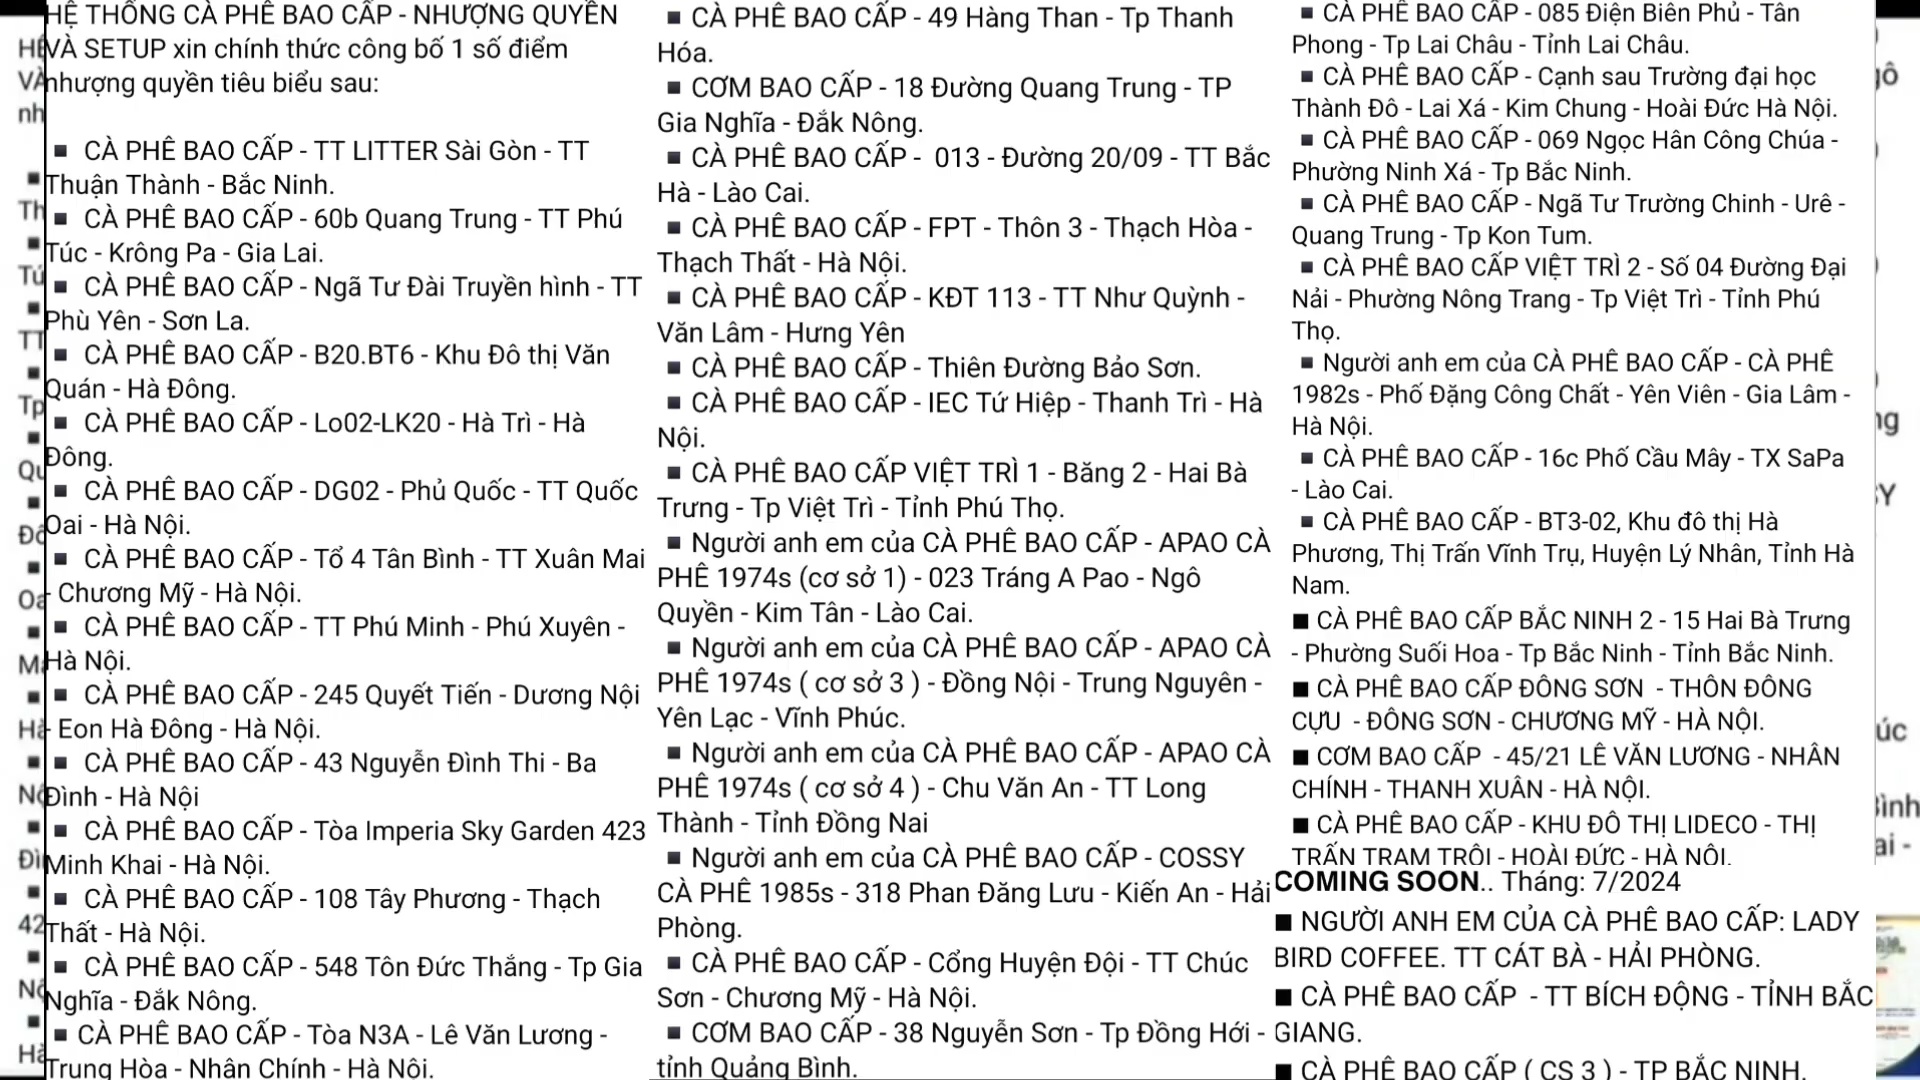 HỆ THỐNG CÀ PHÊ BAO CẤP - NHƯỢNG QUYỀN
VÀ SETUP xin chính thức công bố 1 số điểm
nhượng quyền tiêu biểu sau:
▪ CÀ PHÊ BAO CẤP - TT LITTER Sài Gòn - TT
Thuận Thành - Bắc Ninh.
▪ CÀ PHÊ BAO CẤP - 60b Quang Trung - TT Phú
Túc - Krông Pa - Gia Lai.
▪ CÀ PHÊ BAO CẤP - Ngã Tư Đài Truyền hình - TT
Phù Yên - Sơn La.
▪ CÀ PHÊ BAO CẤP - B20.BT6 - Khu Đô thị Văn
Quán - Hà Đông.
▪ CÀ PHÊ BAO CẤP - Lo02-LK20 - Hà Trì - Hà
Đông.
▪ CÀ PHÊ BAO CẤP - DG02 - Phủ Quốc - TT Quốc
Oai - Hà Nội.
▪ CÀ PHÊ BAO CẤP - Tổ 4 Tân Bình - TT Xuân Mai
- Chương Mỹ - Hà Nội.
▪ CÀ PHÊ BAO CẤP - TT Phú Minh - Phú Xuyên -
Hà Nội.
▪ CÀ PHÊ BAO CẤP - 245 Quyết Tiến - Dương Nội
- Eon Hà Đông - Hà Nội.
▪ CÀ PHÊ BAO CẤP - 43 Nguyễn Đình Thi - Ba
Đình - Hà Nội
▪ CÀ PHÊ BAO CẤP - Tòa Imperia Sky Garden 423
Minh Khai - Hà Nội.
▪ CÀ PHÊ BAO CẤP - 108 Tây Phương - Thạch
Thất - Hà Nội.
▪ CÀ PHÊ BAO CẤP - 548 Tôn Đức Thắng - Tp Gia
Nghĩa - Đắk Nông.
▪ CÀ PHÊ BAO CẤP - Tòa N3A - Lê Văn Lương -
Trung Hòa - Nhân Chính - Hà Nội.
▪ CÀ PHÊ BAO CẤP - 49 Hàng Than - Tp Thanh
Hóa.
▪ CƠM BAO CẤP - 18 Đường Quang Trung - TP
Gia Nghĩa - Đắk Nông.
▪ CÀ PHÊ BAO CẤP - 013 - Đường 20/09 - TT Bắc
Hà - Lào Cai.
▪ CÀ PHÊ BAO CẤP - FPT - Thôn 3 - Thạch Hòa -
Thạch Thất - Hà Nội.
▪ CÀ PHÊ BAO CẤP - KĐT 113 - TT Như Quỳnh -
Văn Lâm - Hưng Yên
▪ CÀ PHÊ BAO CẤP - Thiên Đường Bảo Sơn.
▪ CÀ PHÊ BAO CẤP - IEC Tứ Hiệp - Thanh Trì - Hà
Nội.
▪ CÀ PHÊ BAO CẤP VIỆT TRÌ 1 - Băng 2 - Hai Bà
Trưng - Tp Việt Trì - Tỉnh Phú Thọ.
▪ Người anh em của CÀ PHÊ BAO CẤP - APAO CÀ
PHÊ 1974s (cơ sở 1) - 023 Tráng A Pao - Ngô
Quyền - Kim Tân - Lào Cai.
▪ Người anh em của CÀ PHÊ BAO CẤP - APAO CÀ
PHÊ 1974s ( cơ sở 3 ) - Đồng Nội - Trung Nguyên -
Yên Lạc - Vĩnh Phúc.
▪ Người anh em của CÀ PHÊ BAO CẤP - APAO CÀ
PHÊ 1974s ( cơ sở 4 ) - Chu Văn An - TT Long
Thành - Tỉnh Đồng Nai
▪ Người anh em của CÀ PHÊ BAO CẤP - COSSY
CÀ PHÊ 1985s - 318 Phan Đăng Lưu - Kiến An - Hải
Phòng.
▪ CÀ PHÊ BAO CẤP - Cổng Huyện Đội - TT Chúc
Sơn - Chương Mỹ - Hà Nội.
▪ CƠM BAO CẤP - 38 Nguyễn Sơn - Tp Đồng Hới -
tỉnh Quảng Bình.
▪ CÀ PHÊ BAO CẤP - 085 Điện Biên Phủ - Tân
Phong - Tp Lai Châu - Tỉnh Lai Châu.
▪ CÀ PHÊ BAO CẤP - Cạnh sau Trường đại học
Thành Đô - Lai Xá - Kim Chung - Hoài Đức Hà Nội.
▪ CÀ PHÊ BAO CẤP - 069 Ngọc Hân Công Chúa -
Phường Ninh Xá - Tp Bắc Ninh.
▪ CÀ PHÊ BAO CẤP - Ngã Tư Trường Chinh - Urê -
Quang Trung - Tp Kon Tum.
▪ CÀ PHÊ BAO CẤP VIỆT TRÌ 2 - Số 04 Đường Đại
Nải - Phường Nông Trang - Tp Việt Trì - Tỉnh Phú
Thọ.
▪ Người anh em của CÀ PHÊ BAO CẤP - CÀ PHÊ
1982s - Phố Đặng Công Chất - Yên Viên - Gia Lâm -
Hà Nội.
▪ CÀ PHÊ BAO CẤP - 16c Phố Cầu Mây - TX SaPa
- Lào Cai.
▪ CÀ PHÊ BAO CẤP - BT3-02, Khu đô thị Hà
Phương, Thị Trấn Vĩnh Trụ, Huyện Lý Nhân, Tỉnh Hà
Nam.
■ CÀ PHÊ BAO CẤP BẮC NINH 2 - 15 Hai Bà Trưng
- Phường Suối Hoa - Tp Bắc Ninh - Tỉnh Bắc Ninh.
■ CÀ PHÊ BAO CẤP ĐÔNG SƠN - THÔN ĐÔNG
CỰU - ĐÔNG SƠN - CHƯƠNG MỸ - HÀ NỘI.
■ CƠM BAO CẤP - 45/21 LÊ VĂN LƯƠNG - NHÂN
CHÍNH - THANH XUÂN - HÀ NỘI.
■ CÀ PHÊ BAO CẤP - KHU ĐÔ THỊ LIDECO - THỊ
TRẤN TRẠM TRÔI - HOÀI ĐỨC - HÀ NỘI.
COMING SOON.. Tháng: 7/2024
■ NGƯỜI ANH EM CỦA CÀ PHÊ BAO CẤP: LADY
BIRD COFFEE. TT CÁT BÀ - HẢI PHÒNG.
■ CÀ PHÊ BAO CẤP - TT BÍCH ĐỘNG - TỈNH BẮC
GIANG.
■ CÀ PHÊ BAO CẤP ( CS 3 ) - TP BẮC NINH.